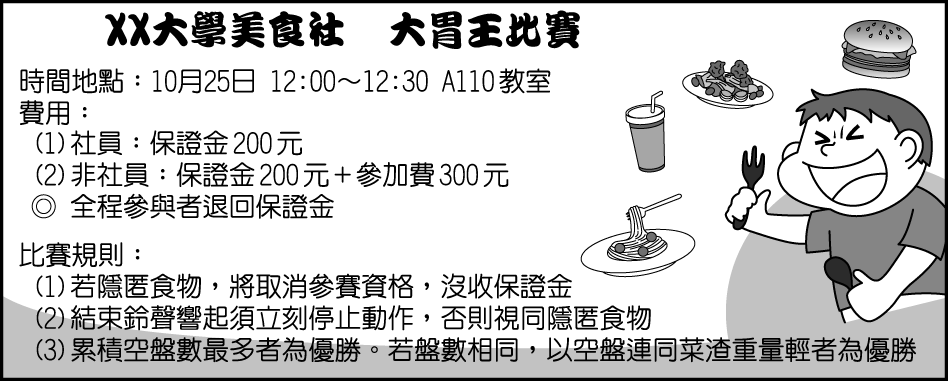 XX大學美食社　大胃王比賽
時間地點：10月25日 12:00～12:30 A110教室
費用：
(1)社員：保證金200元
(2)非社員：保證金200元＋參加費300元
◎ 全程參與者退回保證金
比賽規則：
(1)若隱匿食物，將取消參賽資格，沒收保證金
(2)結束鈴聲響起須立刻停止動作，否則視同隱匿食物
(3)累積空盤數最多者為優勝。若盤數相同，以空盤連同菜渣重量輕者為優勝